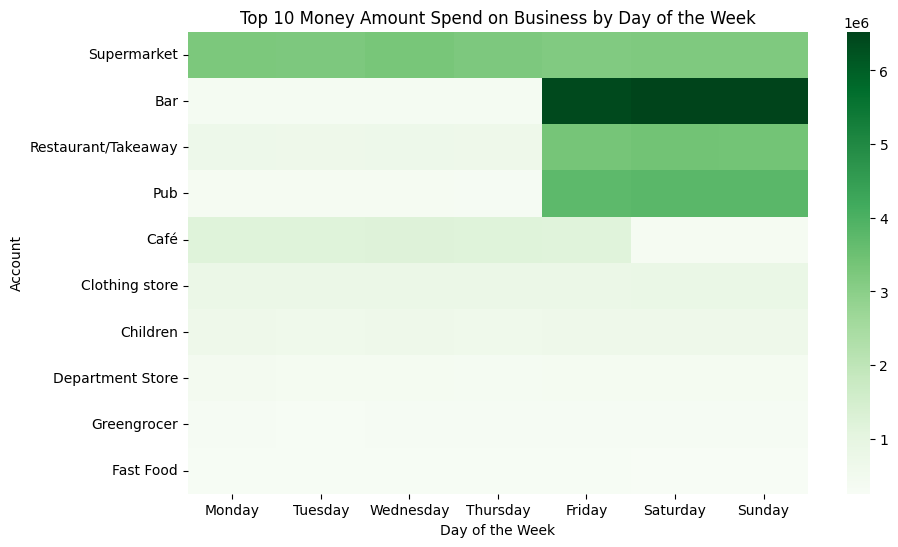 Top 10 Money Amount Spend on Business by Day of the Week
1e6
Supermarket
Bar
Restaurant/Takeaway
Pub
Café
Clothing store
Children
Department Store
Greengrocer
Fast Food
Account
Monday Tuesday Wednesday Thursday Friday Saturday Sunday
Day of the Week
6
5
4
3
2
1